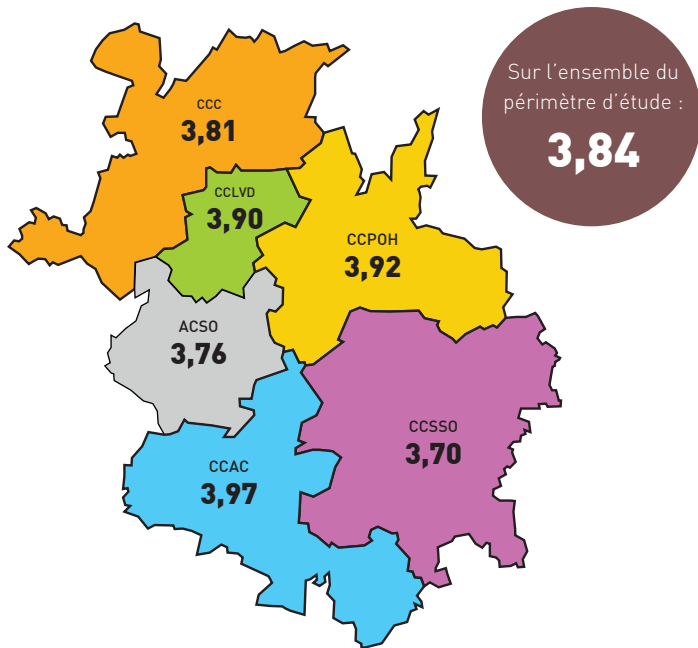 Sur l'ensemble du
périmètre d'étude :
3,84
CCC
3,81
CCLVD
3,90
CCPOH
3,92
ACSO
3,76
CCSSO
3,70
CCAC
3,97